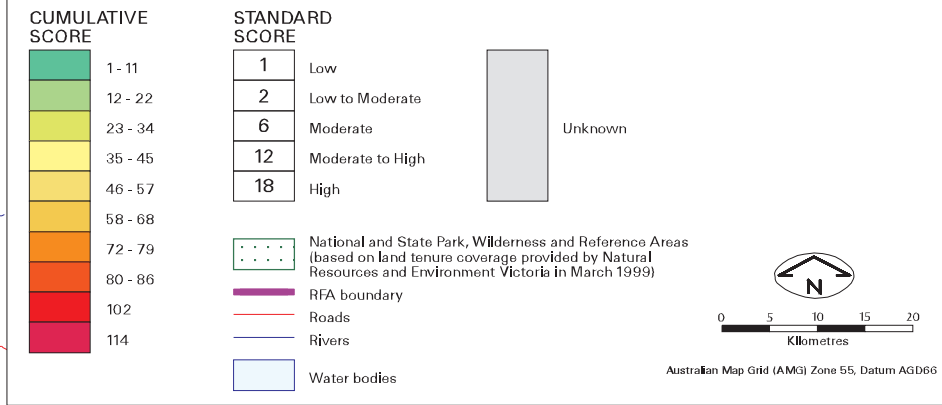 CUMULATIVE
SCORE
1 - 11
12 - 22
23 - 34
35 - 45
46 - 57
58 - 68
72 - 79
80 - 86
102
114
STANDARD
SCORE
1 Low
2 Low to Moderate
6 Moderate
12 Moderate to High
18 High
Unknown
National and State Park, Wilderness and Reference Areas
(based on land tenure coverage provided by Natural
Resources and Environment Victoria in March 1999)
RFA boundary
Roads
Rivers
Water bodies
N
0 5 10 15 20
Kilometres
Australian Map Grid (AMG) Zone 55, Datum AGD66